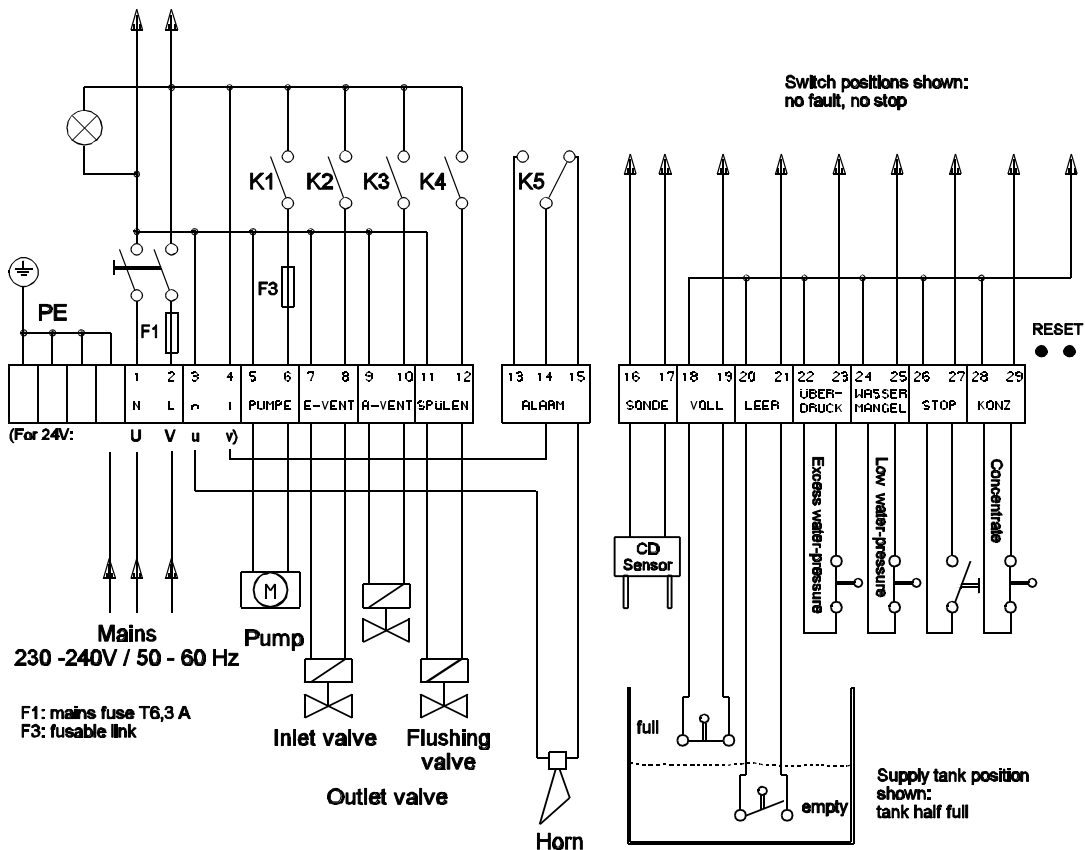 Switch positions shown:
no fault, no stop
K1 K2 K3 K4 K5
F3
PE
F1
RESET
1 2 3 4 5 6 7 8 9 10 11 12 13 14 15 16 17 18 19 20 21 22 23 24 25 26 27 28 29
N L n l PUMPE E-VENT A-VENT SPÜLEN ALARM SONDE VOLL LEER
ÜBER-
DRUCK
WASSER
MANGEL
STOP KONZ
(For 24V: U V u v)
Excess water-pressure
Low water-pressure
Concentrate
CD
Sensor
M
Mains
230 -240V / 50 - 60 Hz
Pump
F1: mains fuse T6,3 A
F3: fusable link
Inlet valve
Flushing
valve
Outlet valve
Horn
full
empty
Supply tank position
shown:
tank half full